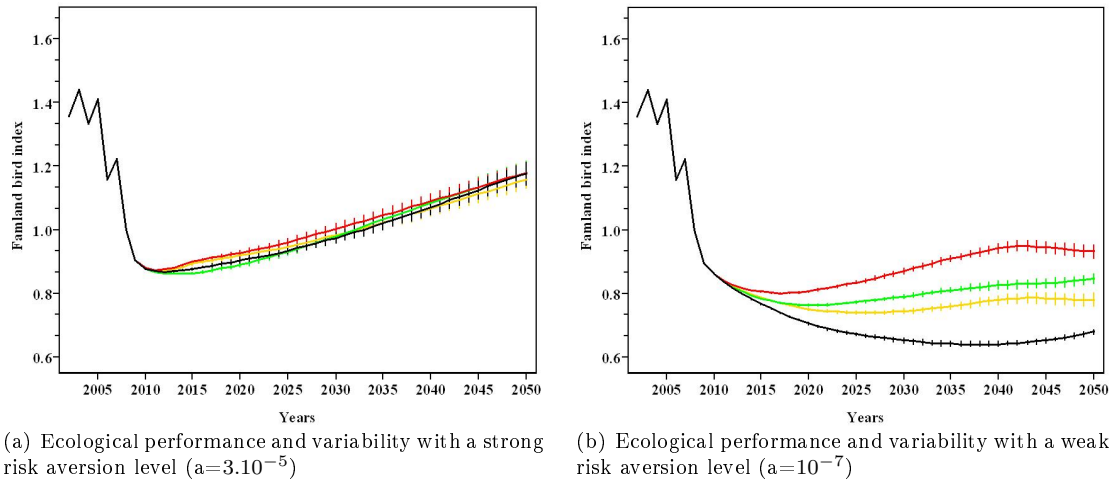 1.6
1.4
1.2
1.0
0.8
0.6
Famland bird index
2005 2010 2015 2020 2025 2030 2035 2040 2045 2050
Years
1.6
1.4
1.2
1.0
0.8
0.6
Famland bird index
2005 2010 2015 2020 2025 2030 2035 2040 2045 2050
Years
(a) Ecological performance and variability with a strong
risk aversion level (a=3.10⁻⁵)
(b) Ecological performance and variability with a weak
risk aversion level (a=10⁻⁷)